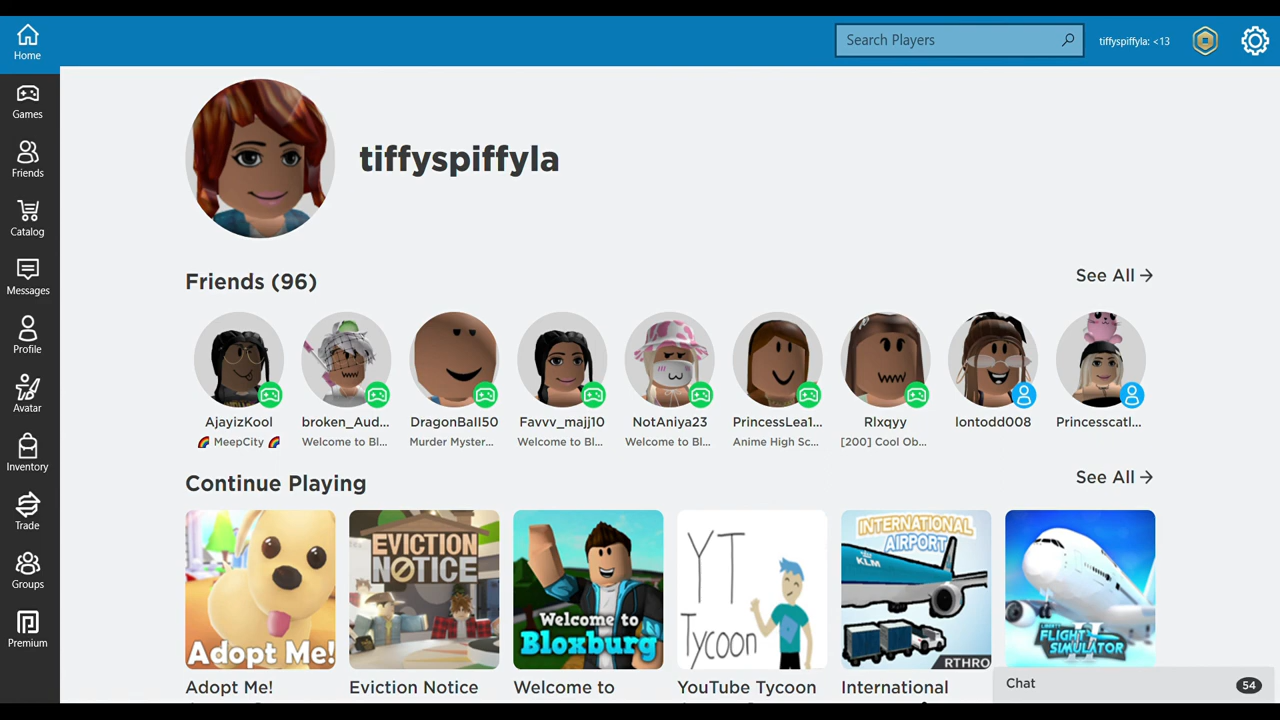 Home
Search Players
tiffyspiffyla: <13
Games
Friends
Catalog
Messages
Profile
Avatar
Inventory
Trade
Groups
Premium
tiffyspiffyla
Friends (96)
See All →
AjayizKool
broken_Aud...
DragonBall50
Favvv_majj10
NotAniya23
PrincessLea1...
Rlxqyy
lontodd008
Princesscatl...
🌈 MeepCity 🌈
Welcome to Bl...
Murder Myster...
Welcome to Bl...
Welcome to Bl...
Anime High Sc...
[200] Cool Ob...
Continue Playing
See All →
Adopt Me!
EVICTION
NOTICE
Welcome to
Bloxburg
YT
Tycoon
INTERNATIONAL
AIRPORT
KLM
RTHRO
FLIGHT
SIMULATOR
Adopt Me!
Eviction Notice
Welcome to
YouTube Tycoon
International
Chat
54